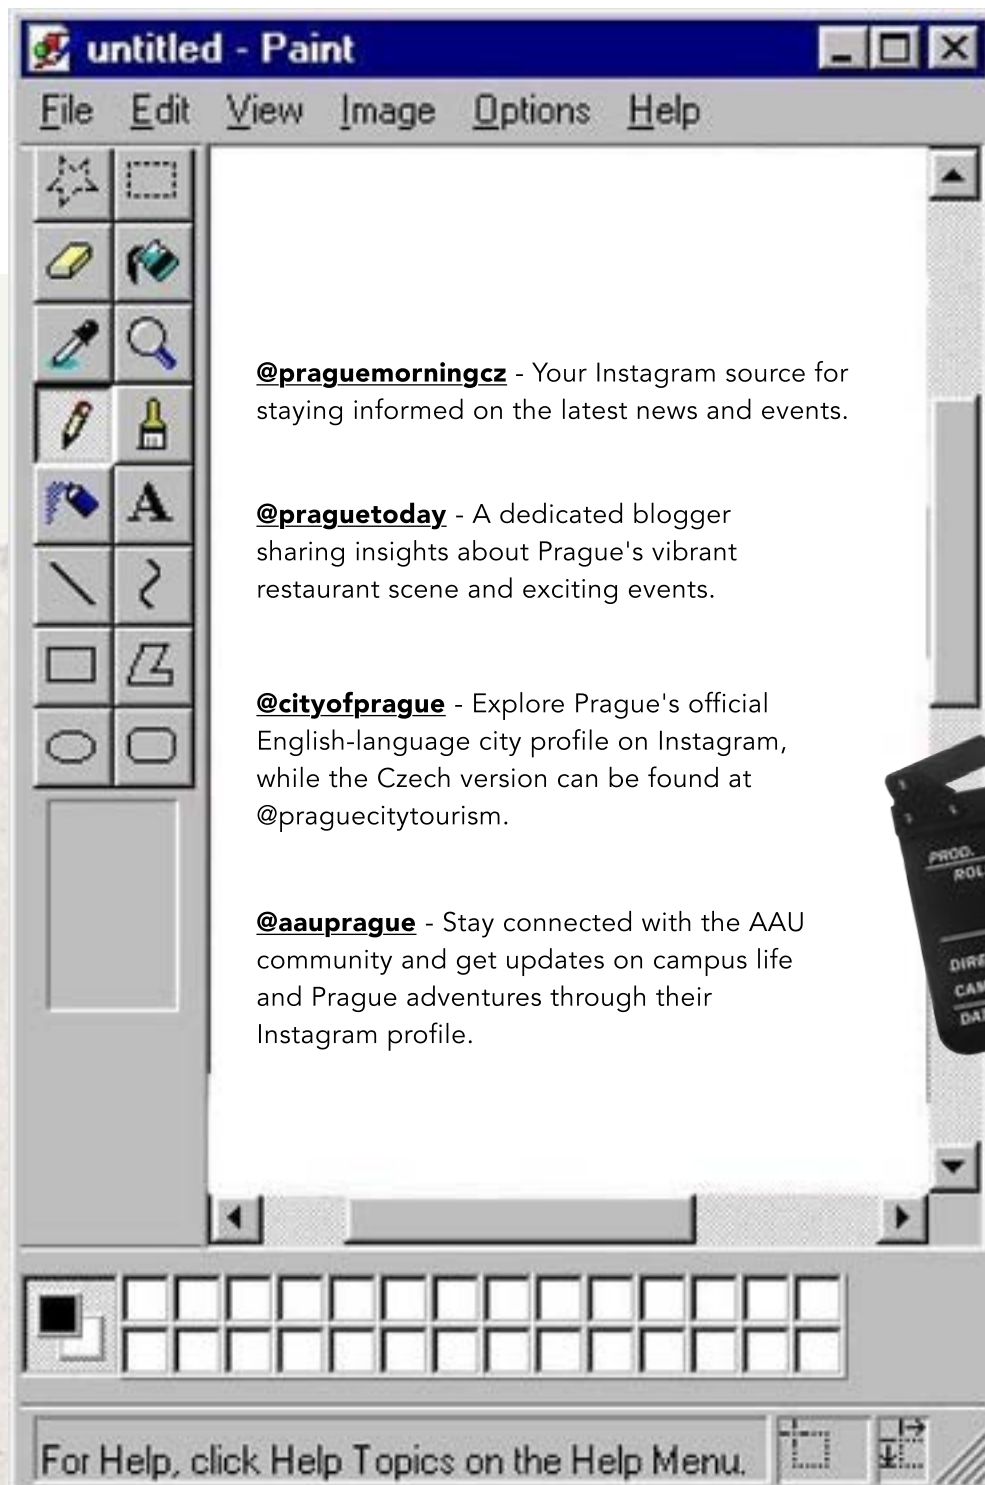 untitled - Paint
File Edit View Image Options Help
@praguemorningcz - Your Instagram source for
staying informed on the latest news and events.
@praguetoday - A dedicated blogger
sharing insights about Prague's vibrant
restaurant scene and exciting events.
@cityofprague - Explore Prague's official
English-language city profile on Instagram,
while the Czech version can be found at
@praguecitytourism.
@aauprague - Stay connected with the AAU
community and get updates on campus life
and Prague adventures through their
Instagram profile.
A
PROD.
For Help, click Help Topics on the Help Menu.